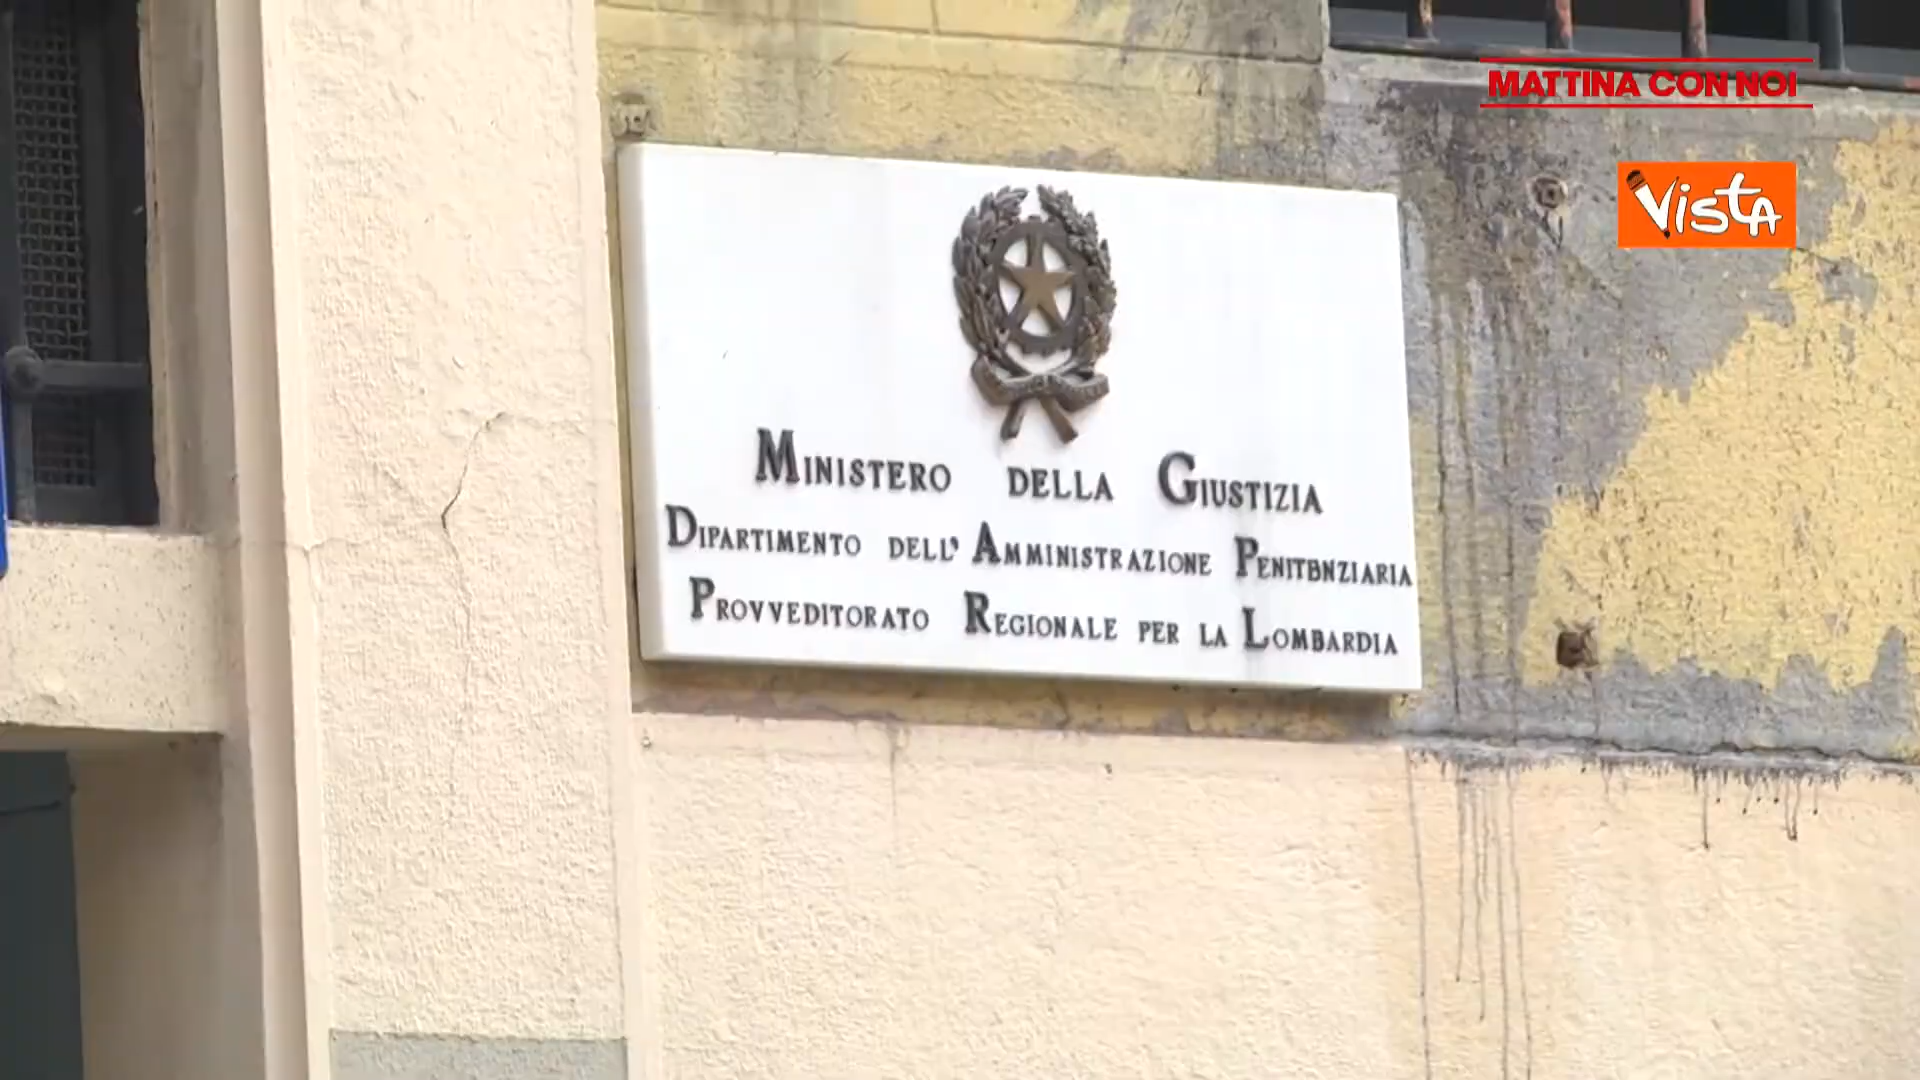 MATTINA CON NOI
VISTA
MINISTERO DELLA GIUSTIZIA
DIPARTIMENTO DELL'AMMINISTRAZIONE PENITBNZIARIA
PROVVEDITORATO REGIONALE PER LA LOMBARDIA